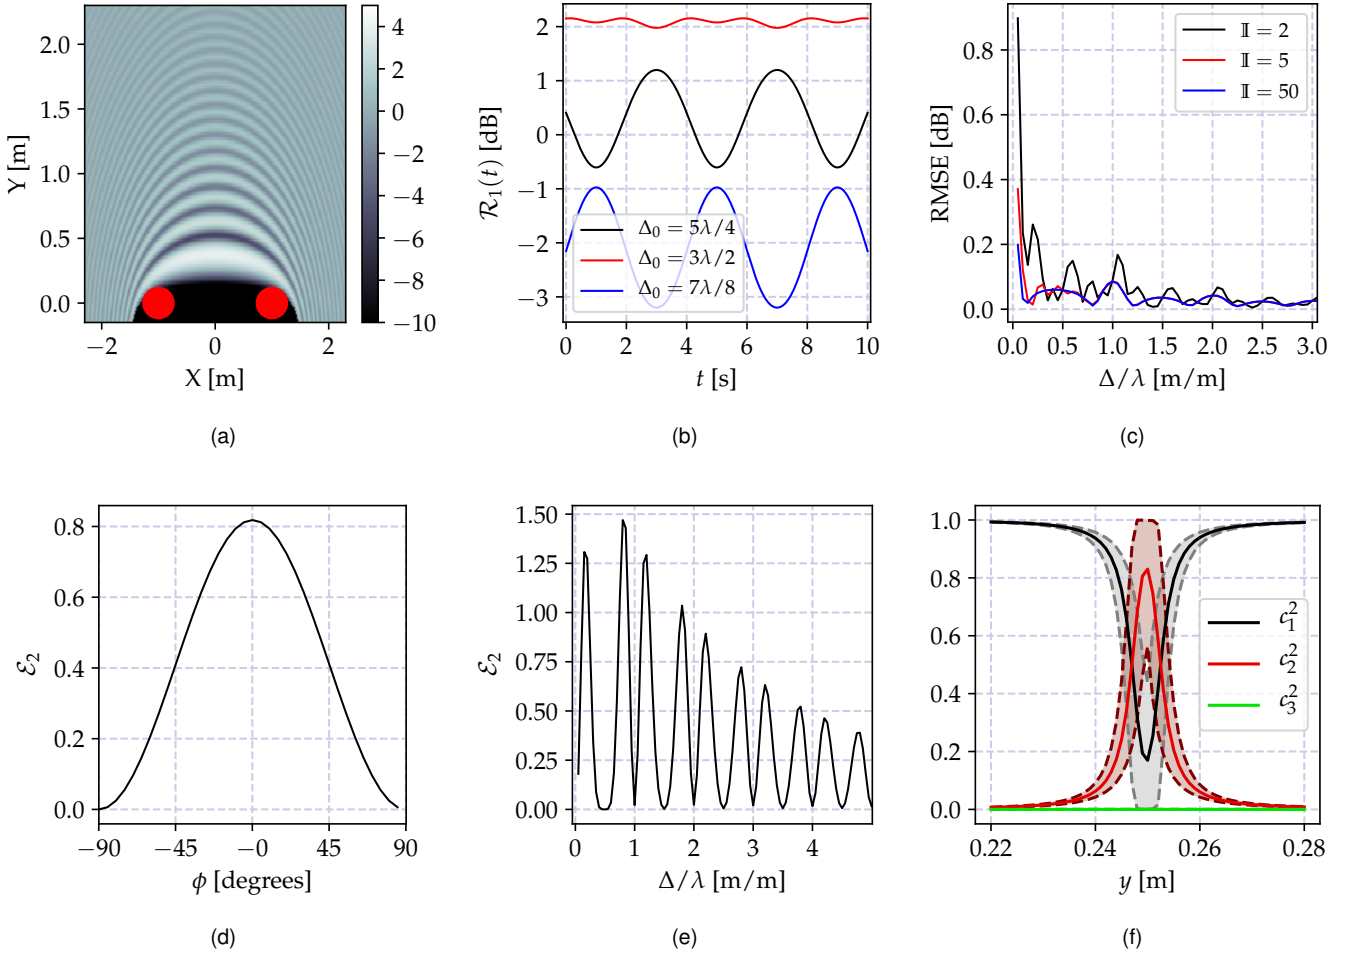 2.0
1.5
1.0
0.5
0.0
Y [m]
−2
0
2
X [m]
4
2
0
−2
−4
−6
−8
−10
(a)
2
1
0
−1
−2
−3
R₁(t) [dB]
Δ₀ = 5λ/4
Δ₀ = 3λ/2
Δ₀ = 7λ/8
0
2
4
6
8
10
t [s]
(b)
0.8
0.6
0.4
0.2
0.0
RMSE [dB]
𝕀 = 2
𝕀 = 5
𝕀 = 50
0.0
0.5
1.0
1.5
2.0
2.5
3.0
Δ/λ [m/m]
(c)
0.8
0.6
0.4
0.2
0.0
ℰ₂
−90
−45
−0
45
90
ϕ [degrees]
(d)
1.50
1.25
1.00
0.75
0.50
0.25
0.00
ℰ₂
0
1
2
3
4
Δ/λ [m/m]
(e)
1.0
0.8
0.6
0.4
0.2
0.0
c₁²
c₂²
c₃²
0.22
0.24
0.26
0.28
y [m]
(f)